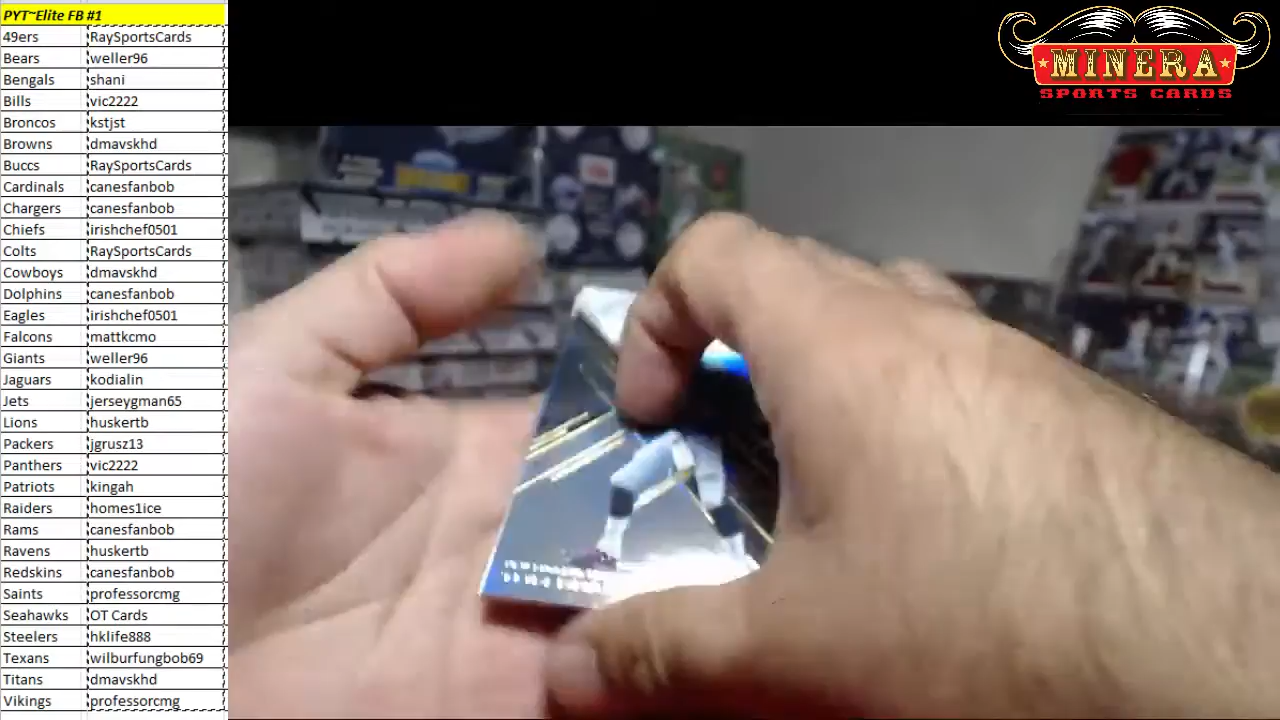 PYT~Elite FB #1
49ers RaySportsCards
Bears weller96
Bengals shani
Bills vic2222
Broncos kstjst
Browns dmavskhd
Buccs RaySportsCards
Cardinals canesfanbob
Chargers canesfanbob
Chiefs irishchef0501
Colts RaySportsCards
Cowboys dmavskhd
Dolphins canesfanbob
Eagles irishchef0501
Falcons mattkcmo
Giants weller96
Jaguars kodialin
Jets jerseygman65
Lions huskertb
Packers jgrusz13
Panthers vic2222
Patriots kingah
Raiders homes1ice
Rams canesfanbob
Ravens huskertb
Redskins canesfanbob
Saints professorcmg
Seahawks OT Cards
Steelers hklife888
Texans wilburfungbob69
Titans dmavskhd
Vikings professorcmg
MINERA
SPORTS CARDS